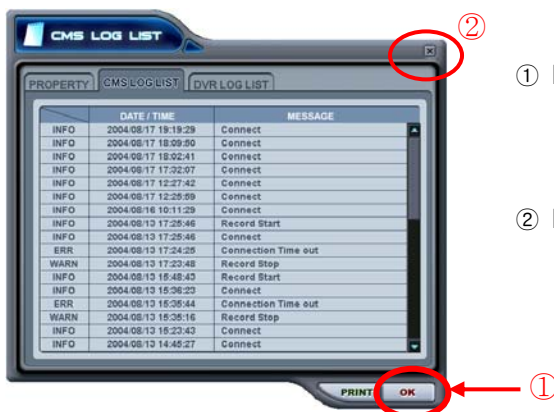 CMS LOG LIST
②
PROPERTY CMS LOG LIST DVR LOG LIST
①
DATE / TIME MESSAGE
INFO 2004/08/17 19:19:29 Connect
INFO 2004/08/17 18:09:50 Connect
INFO 2004/08/17 18:02:41 Connect
INFO 2004/08/17 17:32:07 Connect
INFO 2004/08/17 12:27:42 Connect
INFO 2004/08/17 12:25:59 Connect
INFO 2004/08/16 10:11:29 Connect
INFO 2004/08/13 17:25:46 Record Start
②
INFO 2004/08/13 17:25:46 Connect
ERR 2004/08/13 17:24:25 Connection Time out
WARN 2004/08/13 17:23:48 Record Stop
INFO 2004/08/13 15:48:43 Record Start
INFO 2004/08/13 15:36:23 Connect
ERR 2004/08/13 15:35:44 Connection Time out
WARN 2004/08/13 15:35:16 Record Stop
INFO 2004/08/13 15:23:43 Connect
INFO 2004/08/13 14:45:27 Connect
PRINT OK ①